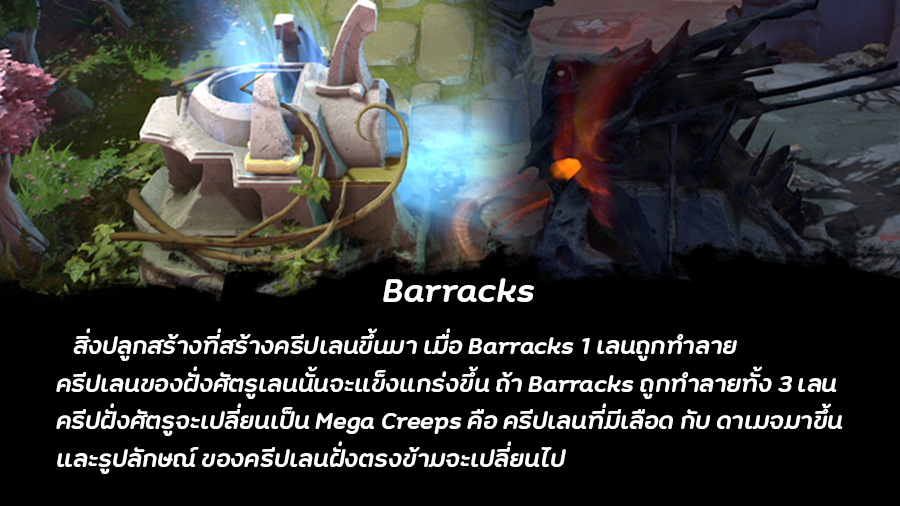 Barracks
สิ่งปลูกสร้างที่สร้างครีปเลนขึ้นมา เมื่อ Barracks 1 เลนถูกทำลาย
ครีปเลนของฝั่งศัตรูเลนนั้นจะแข็งแกร่งขึ้น ถ้า Barracks ถูกทำลายทั้ง 3 เลน
ครีปฝั่งศัตรูจะเปลี่ยนเป็น Mega Creeps คือ ครีปเลนที่มีเลือด กับ ดาเมจมาขึ้น
และรูปลักษณ์ ของครีปเลนฝั่งตรงข้ามจะเปลี่ยนไป